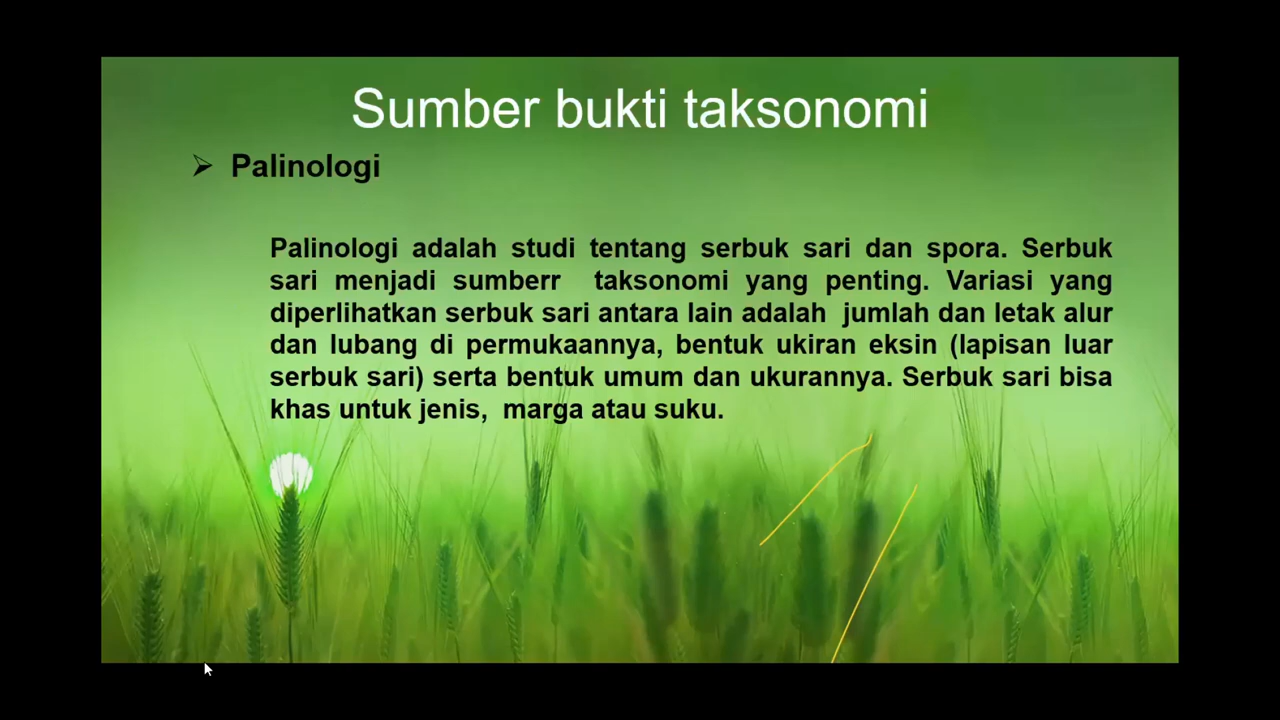 Sumber bukti taksonomi
➢ Palinologi
Palinologi adalah studi tentang serbuk sari dan spora. Serbuk
sari menjadi sumberr taksonomi yang penting. Variasi yang
diperlihatkan serbuk sari antara lain adalah jumlah dan letak alur
dan lubang di permukaannya, bentuk ukiran eksin (lapisan luar
serbuk sari) serta bentuk umum dan ukurannya. Serbuk sari bisa
khas untuk jenis, marga atau suku.